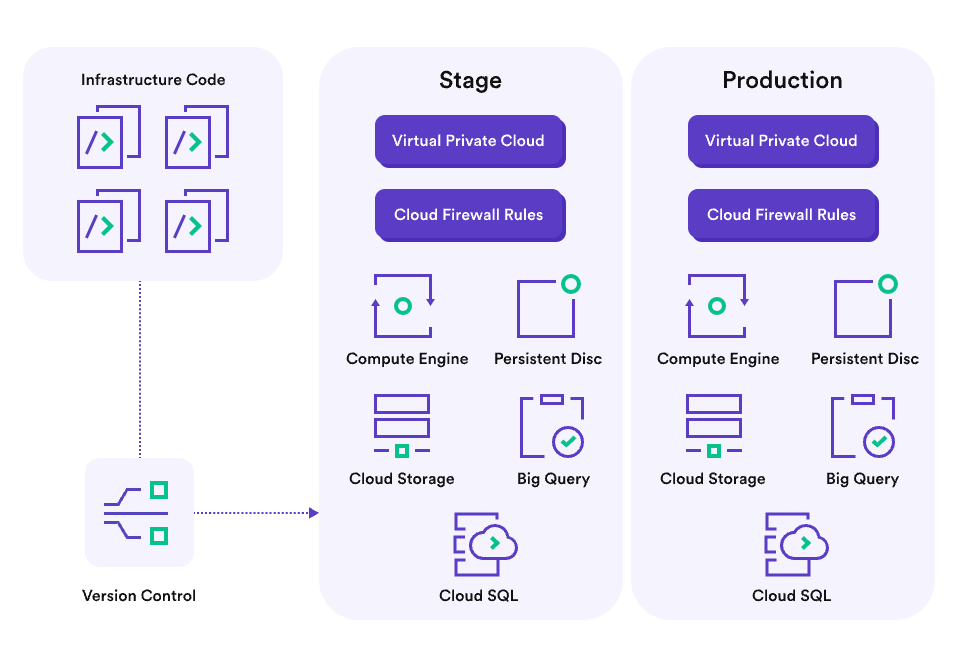 Infrastructure Code
Version Control
Stage
Virtual Private Cloud
Cloud Firewall Rules
Compute Engine
Persistent Disc
Cloud Storage
Big Query
Cloud SQL
Production
Virtual Private Cloud
Cloud Firewall Rules
Compute Engine
Persistent Disc
Cloud Storage
Big Query
Cloud SQL